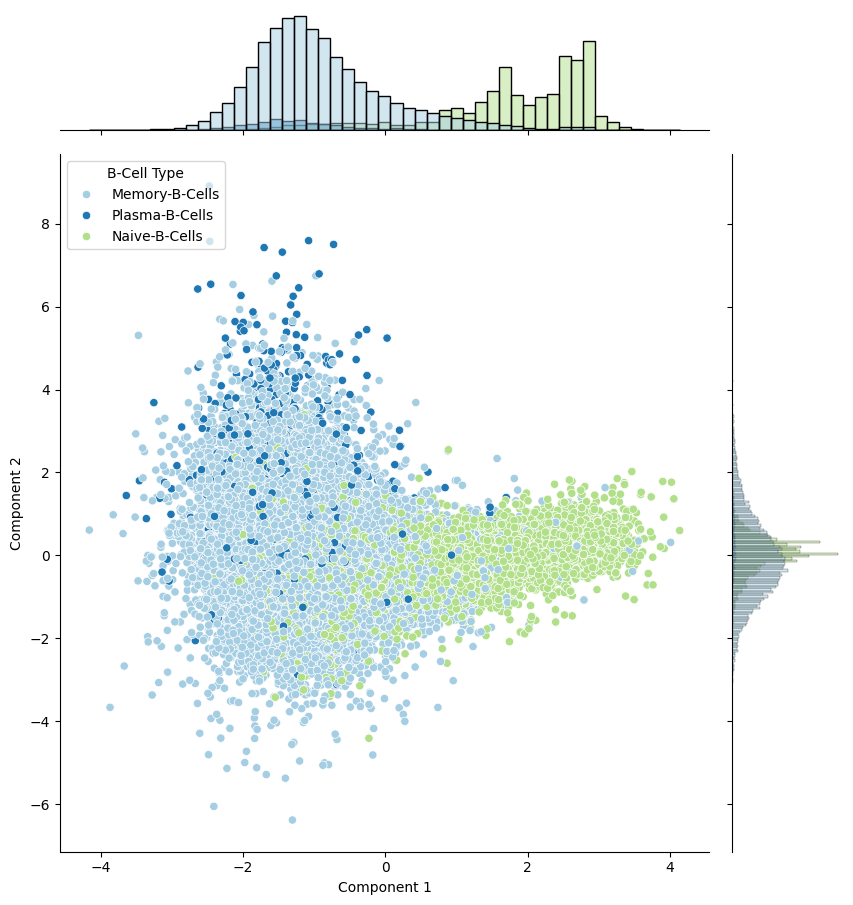 B-Cell Type
Memory-B-Cells
Plasma-B-Cells
Naive-B-Cells
8
6
4
2
0
−2
−4
−6
Component 2
−4
−2
0
2
4
Component 1